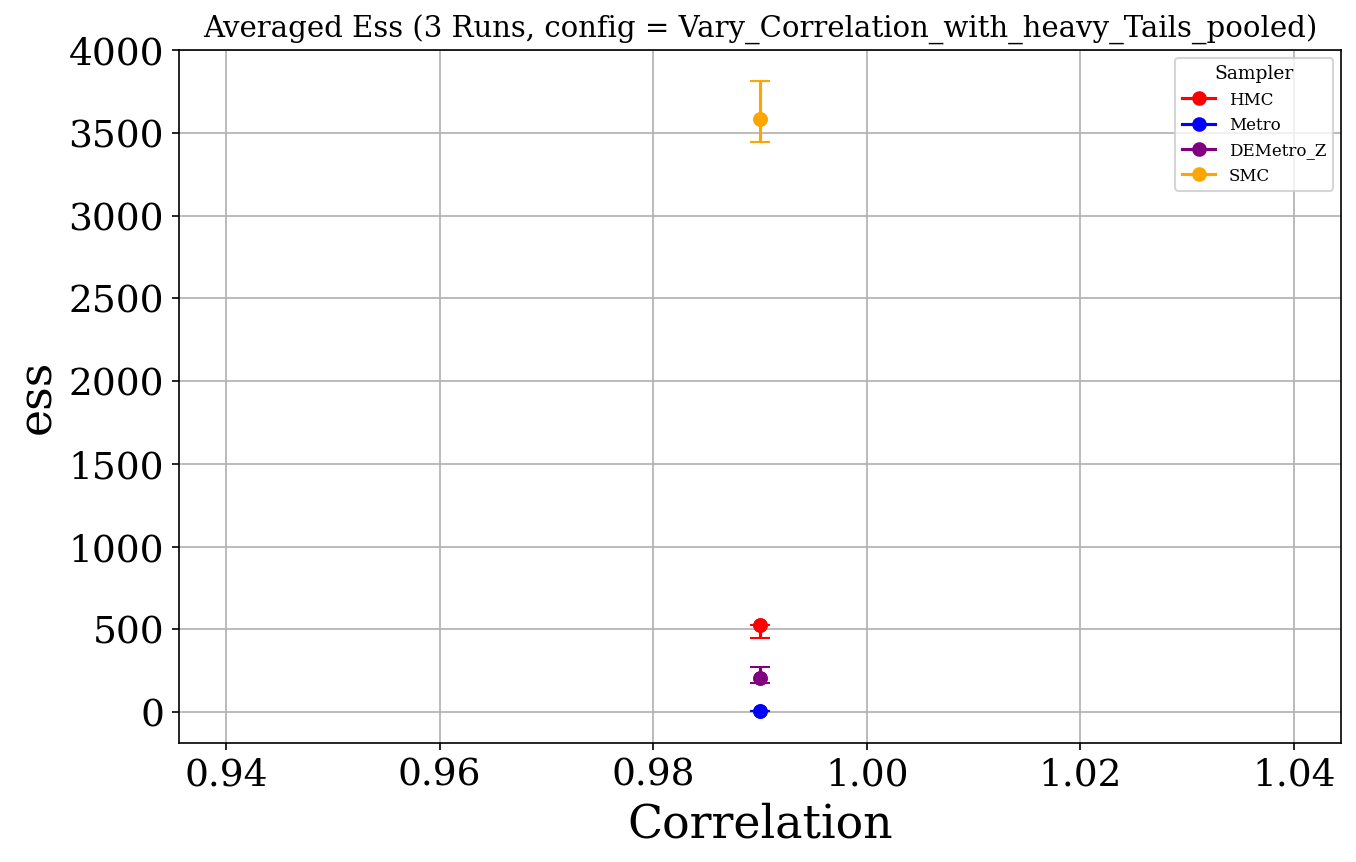 Averaged Ess (3 Runs, config = Vary_Correlation_with_heavy_Tails_pooled)
4000
3500
3000
2500
2000
1500
1000
500
0
ess
Sampler
HMC
Metro
DEMetro_Z
SMC
0.94 0.96 0.98 1.00 1.02 1.04
Correlation